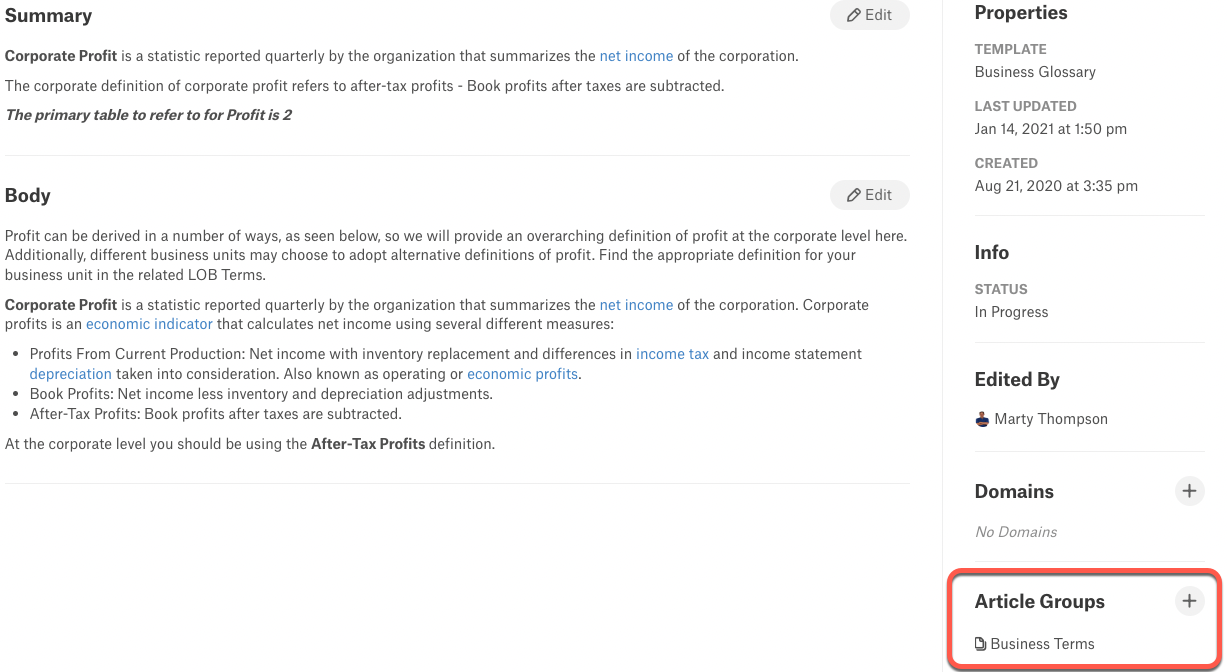 Summary
Edit
Corporate Profit is a statistic reported quarterly by the organization that summarizes the net income of the corporation.
The corporate definition of corporate profit refers to after-tax profits - Book profits after taxes are subtracted.
The primary table to refer to for Profit is 2
Body
Edit
Profit can be derived in a number of ways, as seen below, so we will provide an overarching definition of profit at the corporate level here.
Additionally, different business units may choose to adopt alternative definitions of profit. Find the appropriate definition for your
business unit in the related LOB Terms.
Corporate Profit is a statistic reported quarterly by the organization that summarizes the net income of the corporation. Corporate
profits is an economic indicator that calculates net income using several different measures:
• Profits From Current Production: Net income with inventory replacement and differences in income tax and income statement
depreciation taken into consideration. Also known as operating or economic profits.
• Book Profits: Net income less inventory and depreciation adjustments.
• After-Tax Profits: Book profits after taxes are subtracted.
At the corporate level you should be using the After-Tax Profits definition.
Properties
TEMPLATE
Business Glossary
LAST UPDATED
Jan 14, 2021 at 1:50 pm
CREATED
Aug 21, 2020 at 3:35 pm
Info
STATUS
In Progress
Edited By
Marty Thompson
Domains
No Domains
Article Groups
Business Terms